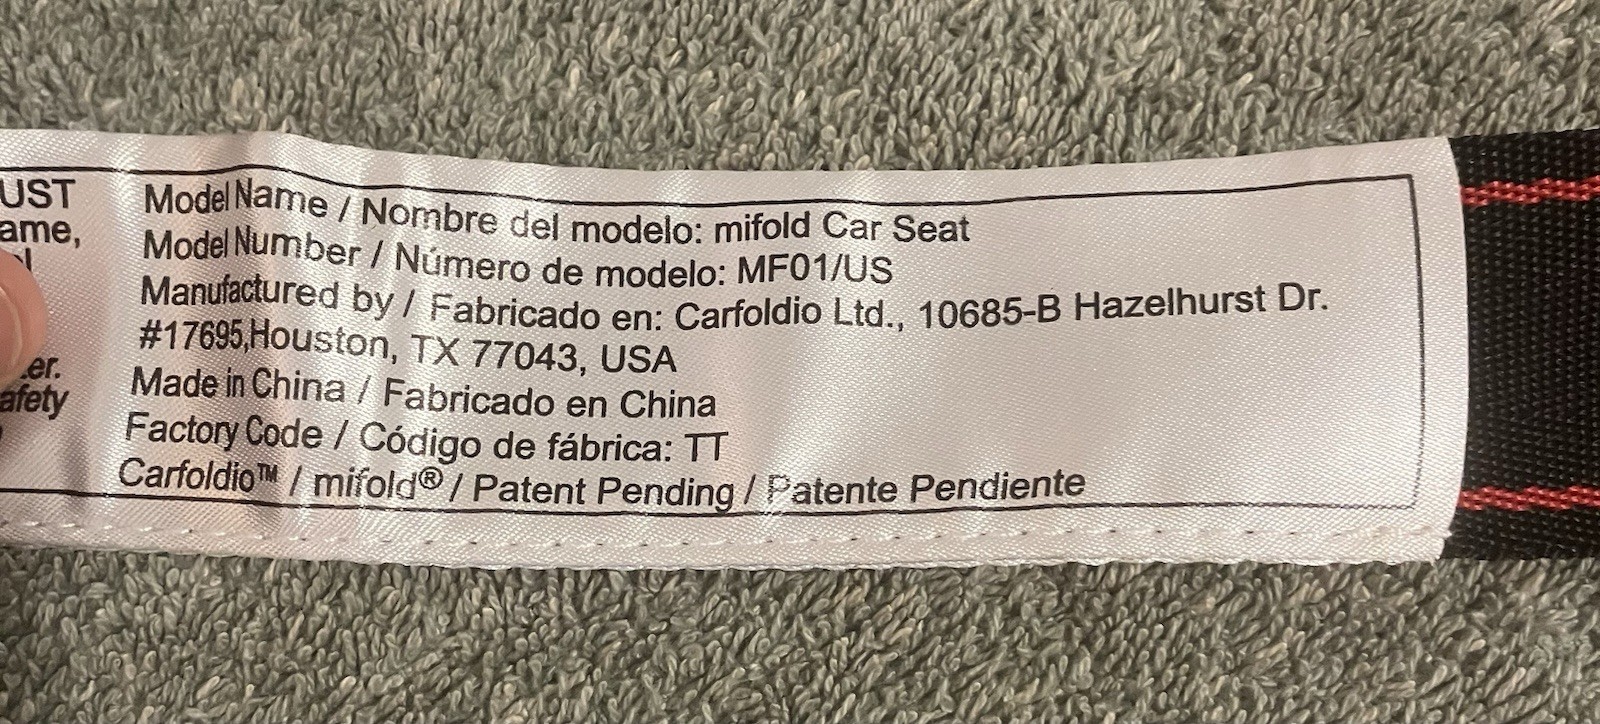 UST
ame,
er.
afety
Model Name / Nombre del modelo: mifold Car Seat
Model Number / Número de modelo: MF01/US
Manufactured by / Fabricado en: Carfoldio Ltd., 10685-B Hazelhurst Dr.
#17695,Houston, TX 77043, USA
Made in China / Fabricado en China
Factory Code / Código de fábrica: TT
Carfoldio™ / mifold® / Patent Pending / Patente Pendiente